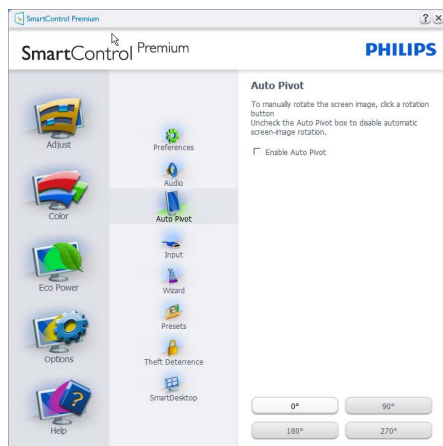 SmartControl Premium
SmartControl Premium
PHILIPS
Adjust
Color
Eco Power
Options
Help
Preferences
Audio
Auto Pivot
Input
Wizard
Presets
Theft Deterrence
SmartDesktop
Auto Pivot
To manually rotate the screen image, click a rotation
button
Uncheck the Auto Pivot box to disable automatic
screen-image rotation.
Enable Auto Pivot
0°
90°
180°
270°